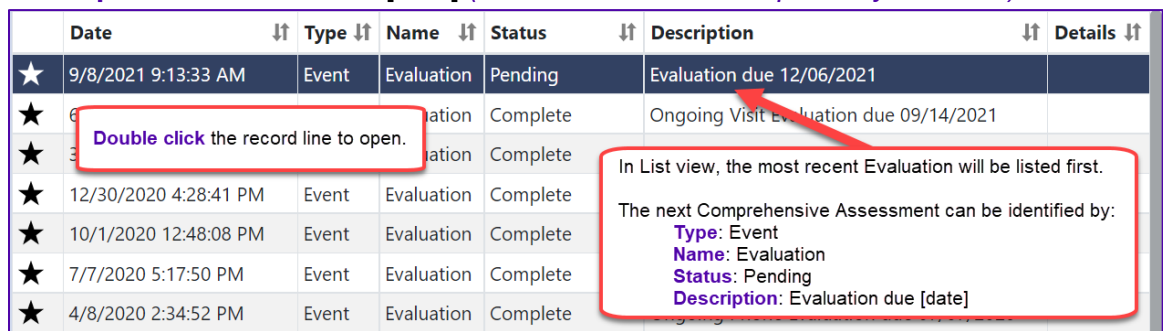 Date Type Name Status Description Details
9/8/2021 9:13:33 AM Event Evaluation Pending Evaluation due 12/06/2021
Complete Ongoing Visit Evaluation due 09/14/2021
Double click the record line to open.
Complete
In List view, the most recent Evaluation will be listed first.
12/30/2020 4:28:41 PM Event Evaluation Complete
The next Comprehensive Assessment can be identified by:
10/1/2020 12:48:08 PM Event Evaluation Complete
Type: Event
Name: Evaluation
7/7/2020 5:17:50 PM Event Evaluation Complete
Status: Pending
Description: Evaluation due [date]
4/8/2020 2:34:52 PM Event Evaluation Complete